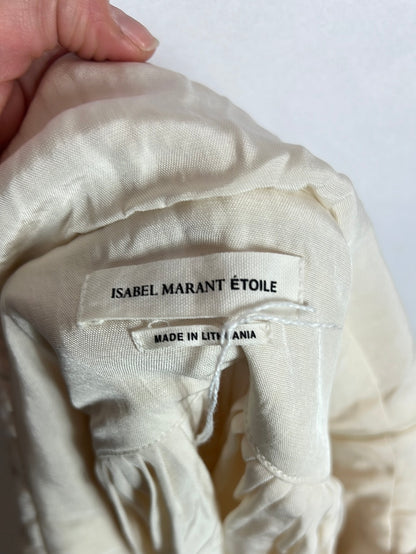 ISABEL MARANT ÉTOILE
MADE IN LITHUANIA